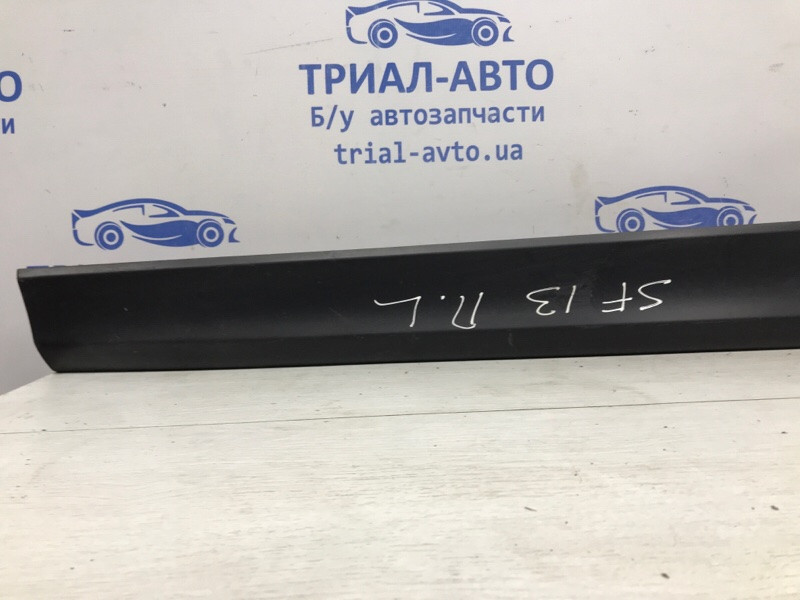 О
и
ТРИАЛ-АВТО
Б/у автозапчасти
trial-avto.ua
SF 13 П.L